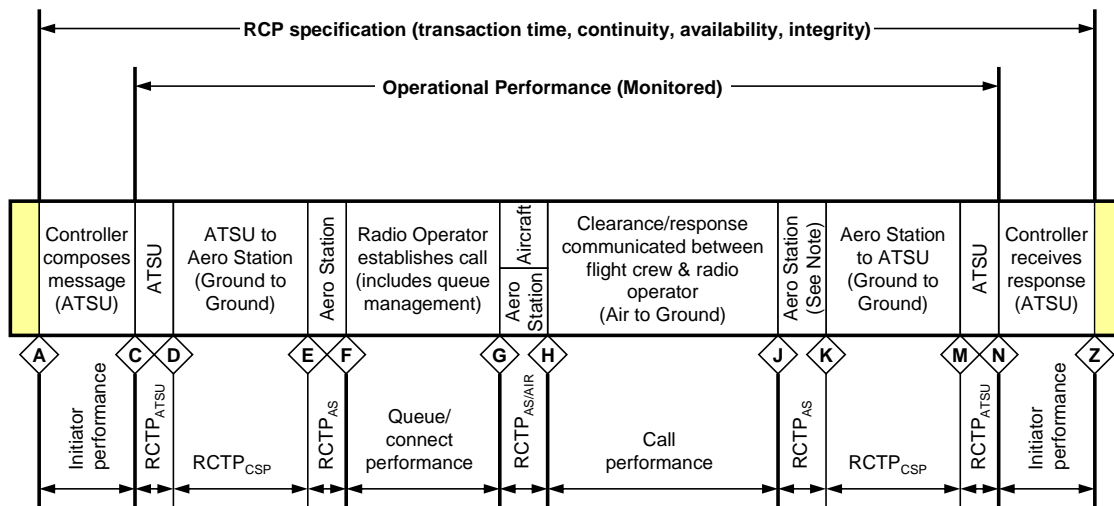 RCP specification (transaction time, continuity, availability, integrity)
Operational Performance (Monitored)
Controller
composes
message
(ATSU)
ATSU
ATSU to
Aero Station
(Ground to
Ground)
Aero Station
Radio Operator
establishes call
(includes queue
management)
Aircraft
Aero
Station
Clearance/response
communicated between
flight crew & radio
operator
(Air to Ground)
Aero Station
(See Note)
Aero Station
to ATSU
(Ground to
Ground)
ATSU
Controller
receives
response
(ATSU)
A
C
D
E
F
G
H
J
K
M
N
Z
Initiator
performance
RCTPATSU
RCTPCSP
RCTPAS
Queue/
connect
performance
RCTPAS/AIR
Call
performance
RCTPAS
RCTPCSP
RCTPATSU
Initiator
performance